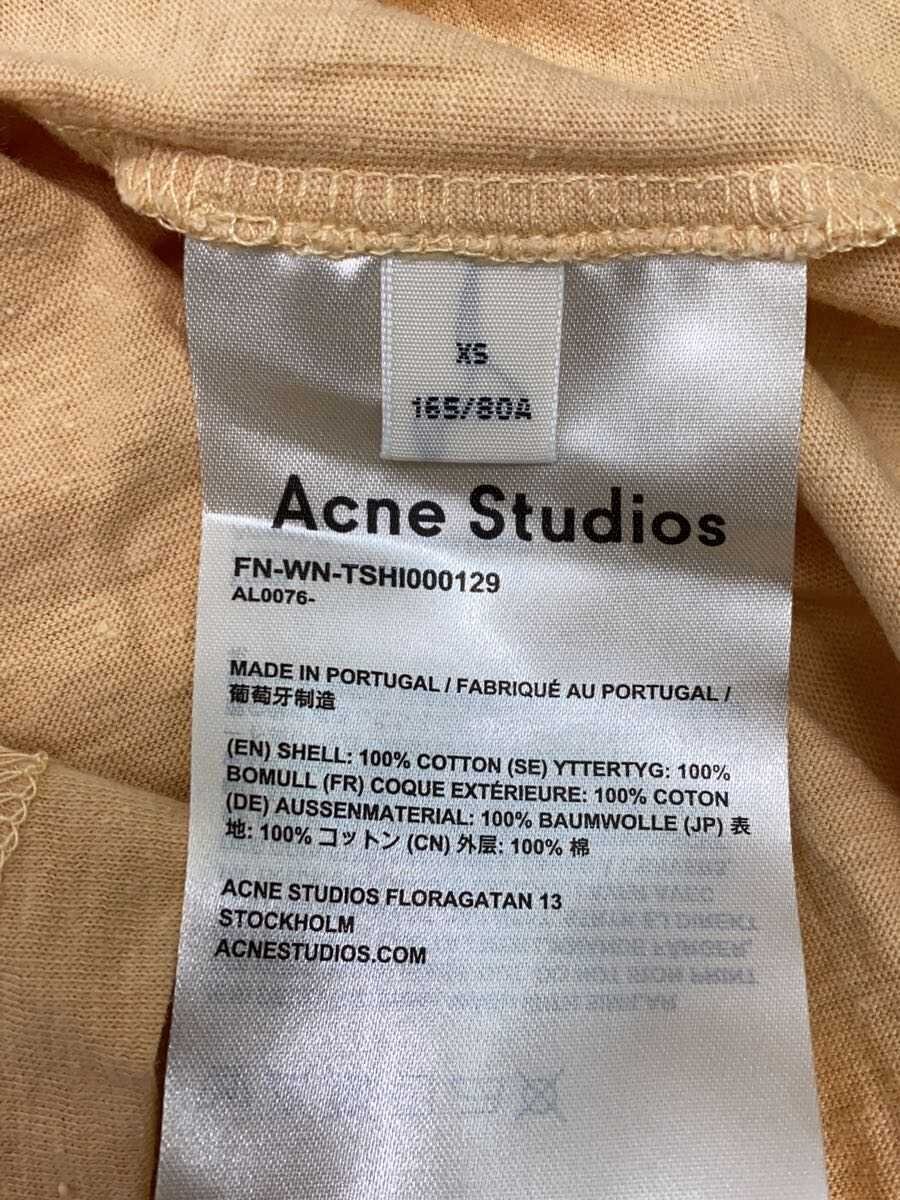 XS
165/80A
Acne Studios
FN-WN-TSHI000129
AL0076-
MADE IN PORTUGAL / FABRIQUÉ AU PORTUGAL /
葡萄牙制造
(EN) SHELL: 100% COTTON (SE) YTTERTYG: 100%
BOMULL (FR) COQUE EXTÉRIEURE: 100% COTON
(DE) AUSSENMATERIAL: 100% BAUMWOLLE (JP) 表
地: 100% コットン (CN) 外层: 100% 棉
ACNE STUDIOS FLORAGATAN 13
STOCKHOLM
ACNESTUDIOS.COM